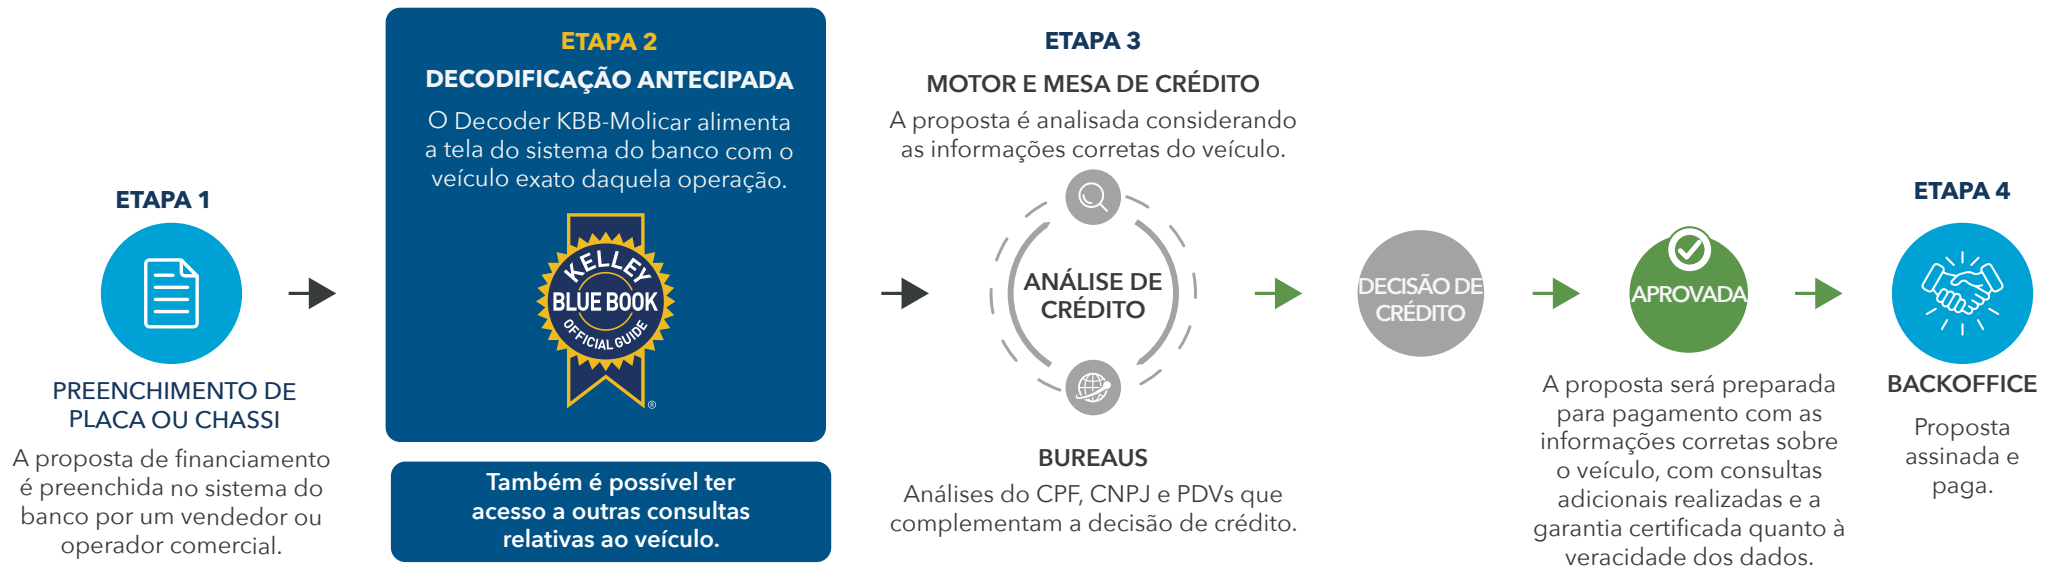 ETAPA 1
PREENCHIMENTO DE
PLACA OU CHASSI
A proposta de financiamento
é preenchida no sistema do
banco por um vendedor ou
operador comercial.
ETAPA 2
DECODIFICAÇÃO ANTECIPADA
O Decoder KBB-Molicar alimenta
a tela do sistema do banco com o
veículo exato daquela operação.
KELLEY
BLUE BOOK
OFFICIAL GUIDE
®
Também é possível ter
acesso a outras consultas
relativas ao veículo.
ETAPA 3
MOTOR E MESA DE CRÉDITO
A proposta é analisada considerando
as informações corretas do veículo.
ANÁLISE DE
CRÉDITO
BUREAUS
Análises do CPF, CNPJ e PDVs que
complementam a decisão de crédito.
DECISÃO DE
CRÉDITO
APROVADA
A proposta será preparada
para pagamento com as
informações corretas sobre
o veículo, com consultas
adicionais realizadas e a
garantia certificada quanto à
veracidade dos dados.
ETAPA 4
BACKOFFICE
Proposta
assinada e
paga.